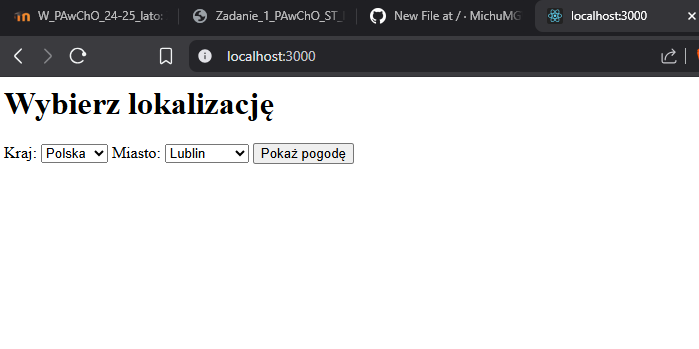 W_PAwChO_24-25_lato:
Zadanie_1_PAwChO_ST_
New File at / · MichuMG
localhost:3000
localhost:3000
Wybierz lokalizację
Kraj: Polska Miasto: Lublin Pokaż pogodę